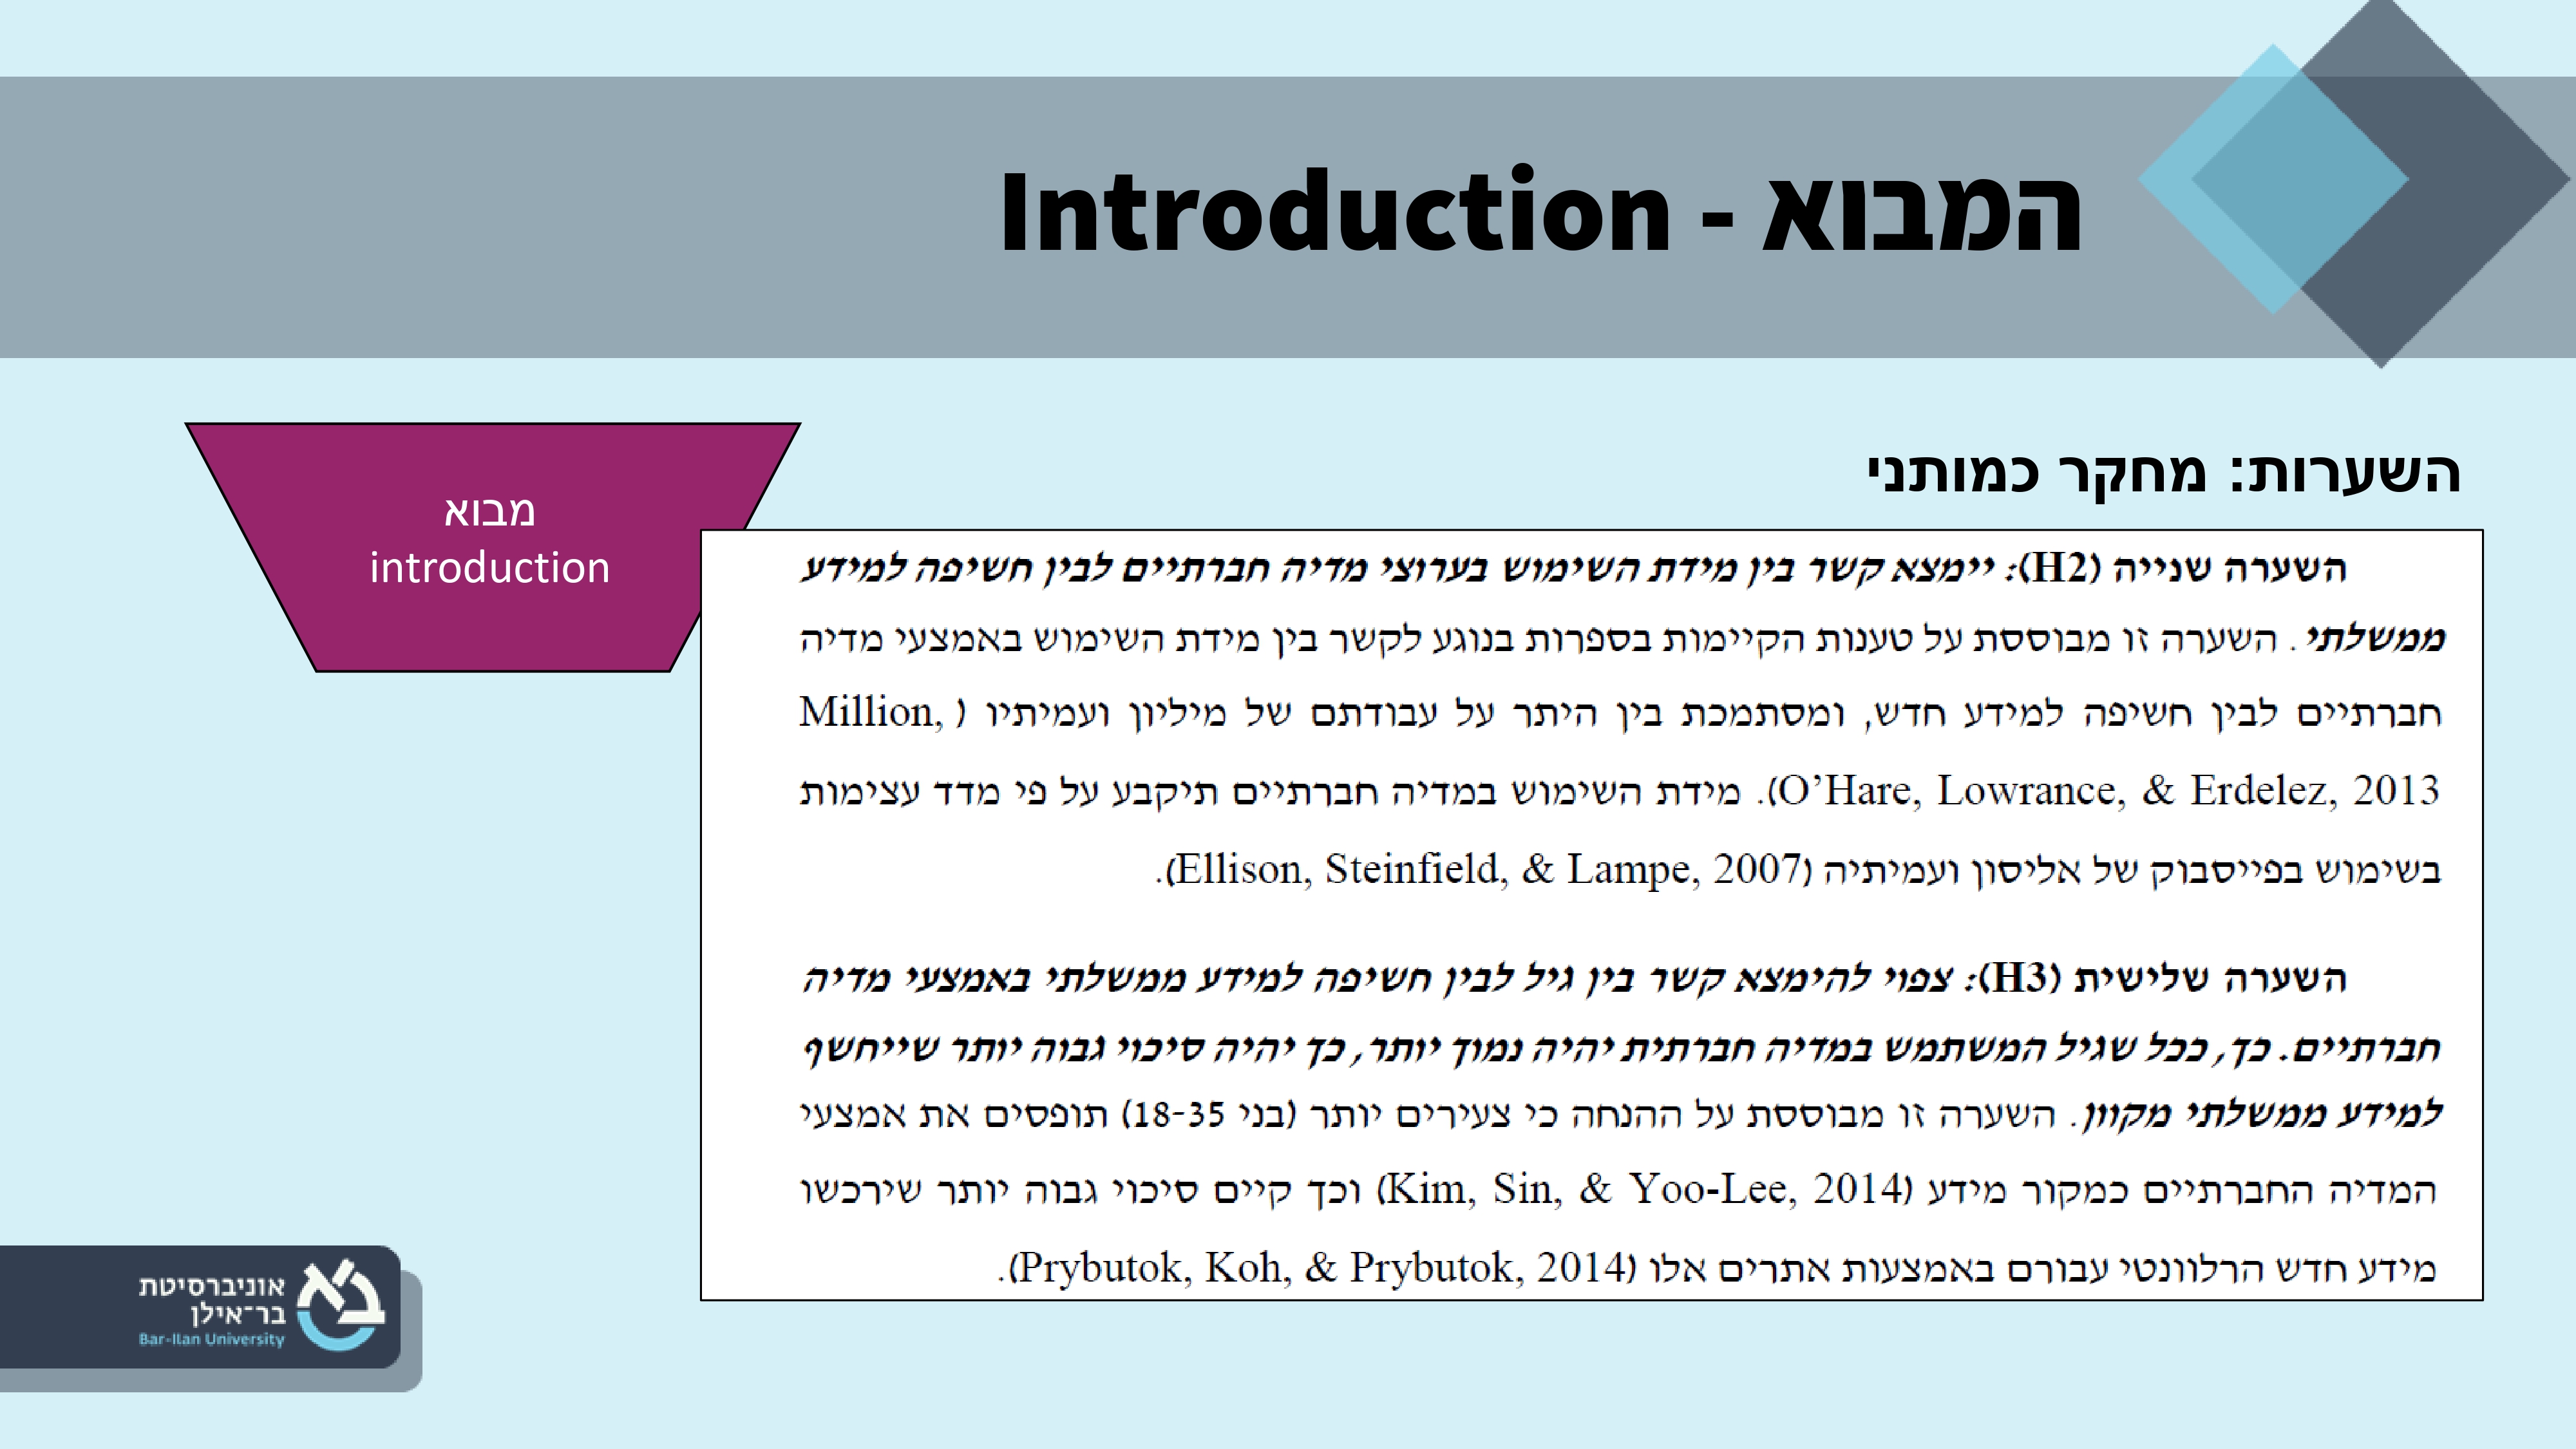 המבוא - Introduction
השערות: מחקר כמותני
מבוא
introduction
השערה שנייה (H2): יימצא קשר בין מידת השימוש בערוצי מדיה חברתיים לבין חשיפה למידע
ממשלתי. השערה זו מבוססת על טענות הקיימות בספרות בנוגע לקשר בין מידת השימוש באמצעי מדיה
חברתיים לבין חשיפה למידע חדש, ומסתמכת בין היתר על עבודתם של מיליון ועמיתיו (Million,
O’Hare, Lowrance, & Erdelez, 2013). מידת השימוש במדיה חברתיים תיקבע על פי מדד עצימות
בשימוש בפייסבוק של אליסון ועמיתיה (Ellison, Steinfield, & Lampe, 2007).
השערה שלישית (H3): צפוי להימצא קשר בין גיל לבין חשיפה למידע ממשלתי באמצעי מדיה
חברתיים. כך, ככל שגיל המשתמש במדיה חברתית יהיה נמוך יותר, כך יהיה סיכוי גבוה יותר שייחשף
למידע ממשלתי מקוון. השערה זו מבוססת על ההנחה כי צעירים יותר (בני 18-35) תופסים את אמצעי
המדיה החברתיים כמקור מידע (Kim, Sin, & Yoo-Lee, 2014) וכך קיים סיכוי גבוה יותר שירכשו
מידע חדש הרלוונטי עבורם באמצעות אתרים אלו (Prybutok, Koh, & Prybutok, 2014).
אוניברסיטת
בר־אילן
Bar-Ilan University